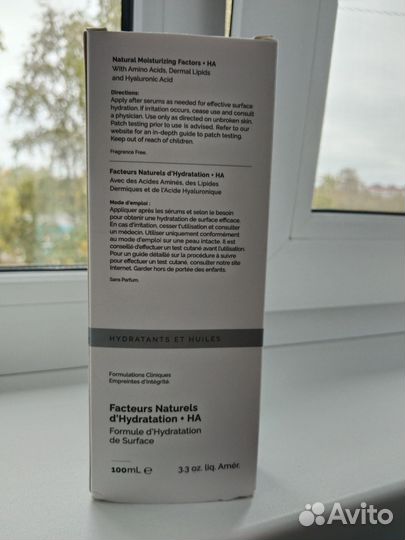 Natural Moisturizing Factors + HA
With Amino Acids, Dermal Lipids
and Hyaluronic Acid
Directions:
Apply after serums as needed for effective surface
hydration. If irritation occurs, cease use and consult
a physician. Use only as directed on unbroken skin.
Patch testing prior to use is advised. Refer to our
website for an in-depth guide to patch testing.
Keep out of reach of children.
Fragrance Free.
Facteurs Naturels d'Hydratation + HA
Avec des Acides Aminés, des Lipides
Dermiques et de l'Acide Hyaluronique
Mode d'emploi :
Appliquer après les sérums et selon le besoin
pour obtenir une hydratation de surface efficace.
En cas d'irritation, cesser l'utilisation et consulter
un médecin. Utiliser uniquement conformément
au mode d'emploi sur une peau intacte. Il est
conseillé d'effectuer un test cutané avant l'utilisation.
Pour un guide détaillé sur la procédure à suivre
pour effectuer un test cutané, consulter notre site
Internet. Garder hors de portée des enfants.
Sans Parfum.
HYDRATANTS ET HUILES
Formulations Cliniques
Empreintes d'Intégrité.
Facteurs Naturels
d'Hydratation + HA
Formule d'Hydratation
de Surface
100mL e 3.3 oz. liq. Amér.
Avito